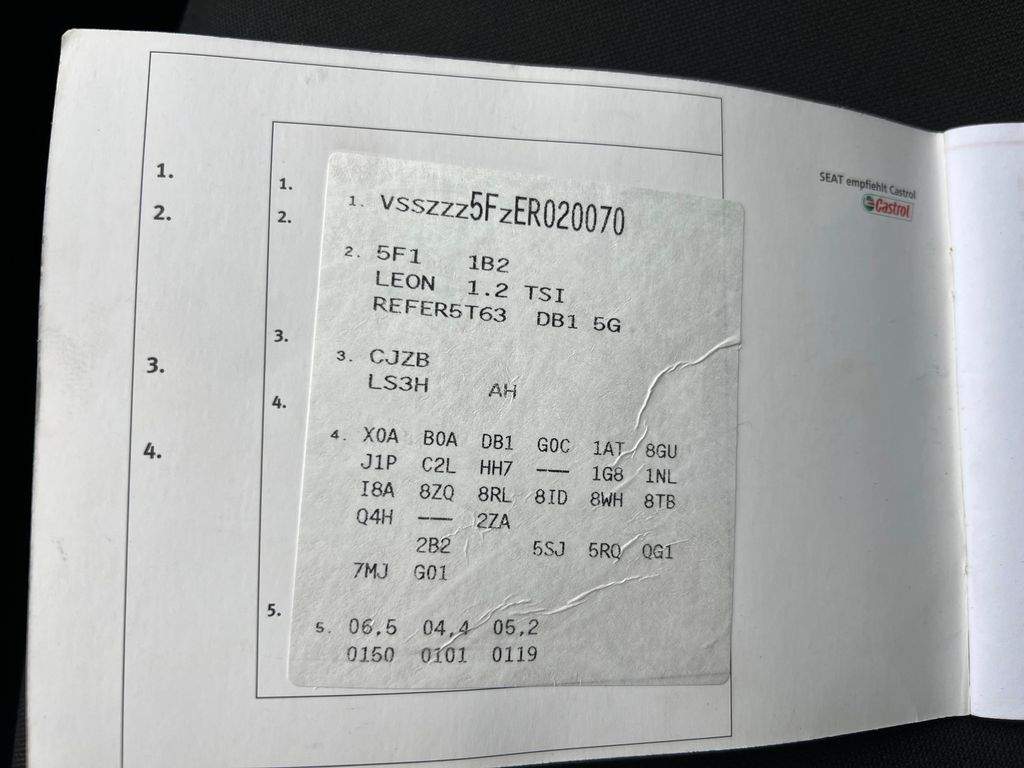 SEAT empfiehlt Castrol
Castrol
1.
2.
3.
4.
1.
2.
3.
4.
5.
1. VSSZZZ5FZER020070
2. 5F1 1B2
LEON 1.2 TSI
REFER5T63 DB1 5G
3. CJZB
LS3H AH
4. X0A B0A DB1 G0C 1AT 8GU
J1P C2L HH7 --- 1G8 1NL
I8A 8ZQ 8RL 8ID 8WH 8TB
Q4H --- 2ZA
2B2 5SJ 5RQ QG1
7MJ G01
5. 06,5 04,4 05,2
0150 0101 0119